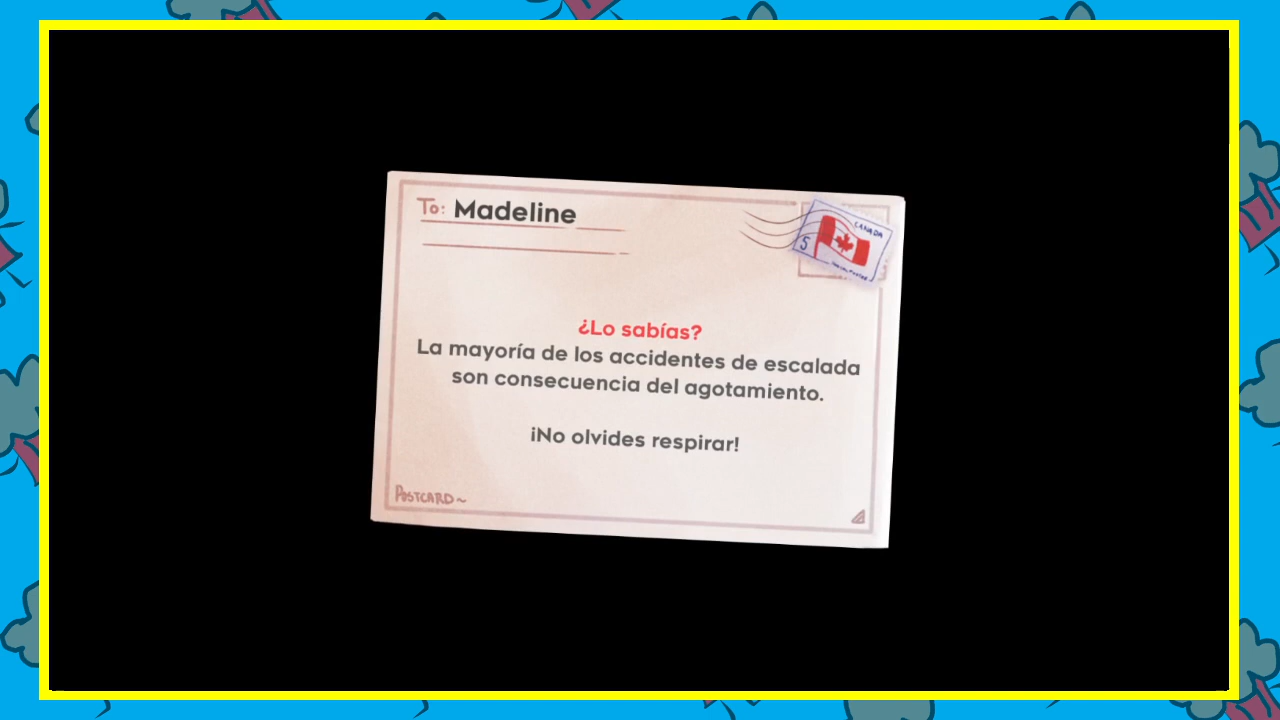 To: Madeline
CANADA
5
¿Lo sabías?
La mayoría de los accidentes de escalada
son consecuencia del agotamiento.
¡No olvides respirar!
POSTCARD~